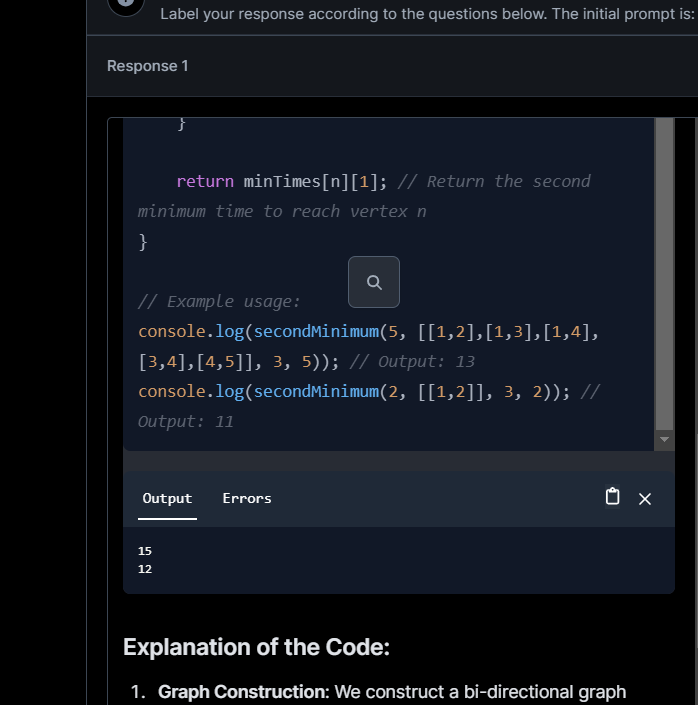 Label your response according to the questions below. The initial prompt is:
Response 1
}
return minTimes[n][1]; // Return the second
minimum time to reach vertex n
}
// Example usage:
console.log(secondMinimum(5, [[1,2],[1,3],[1,4],
[3,4],[4,5]], 3, 5)); // Output: 13
console.log(secondMinimum(2, [[1,2]], 3, 2)); //
Output: 11
Output Errors
15
12
Explanation of the Code:
1. Graph Construction: We construct a bi-directional graph